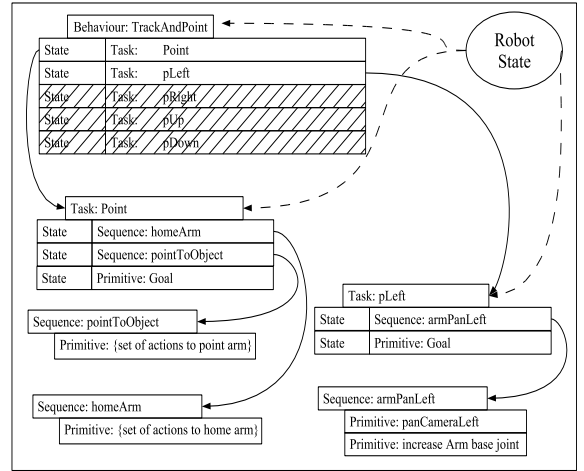 Behaviour: TrackAndPoint
Robot
State
State Task: Point
State Task: pLeft
State Task: pRight
State Task: pUp
State Task: pDown
Task: Point
State Sequence: homeArm
State Sequence: pointToObject
State Primitive: Goal
Task: pLeft
State Sequence: armPanLeft
State Primitive: Goal
Sequence: pointToObject
Primitive: {set of actions to point arm}
Sequence: homeArm
Primitive: {set of actions to home arm}
Sequence: armPanLeft
Primitive: panCameraLeft
Primitive: increase Arm base joint